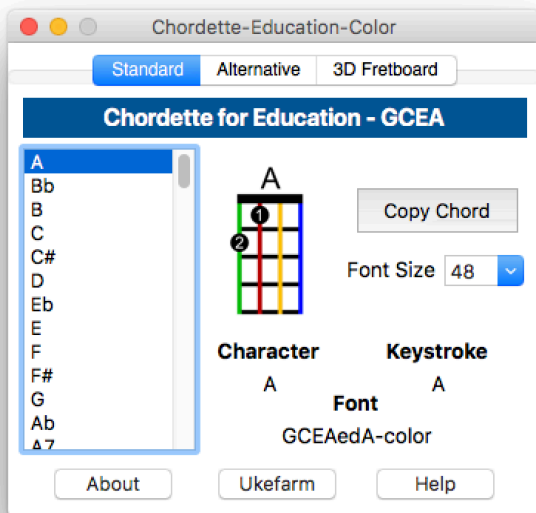 Chordette-Education-Color
Standard Alternative 3D Fretboard
Chordette for Education - GCEA
A
Bb
B
C
C#
D
Eb
E
F
F#
G
Ab
A7
A
1
2
Copy Chord
Font Size 48
Character Keystroke
A A
Font
GCEAedA-color
About Ukefarm Help